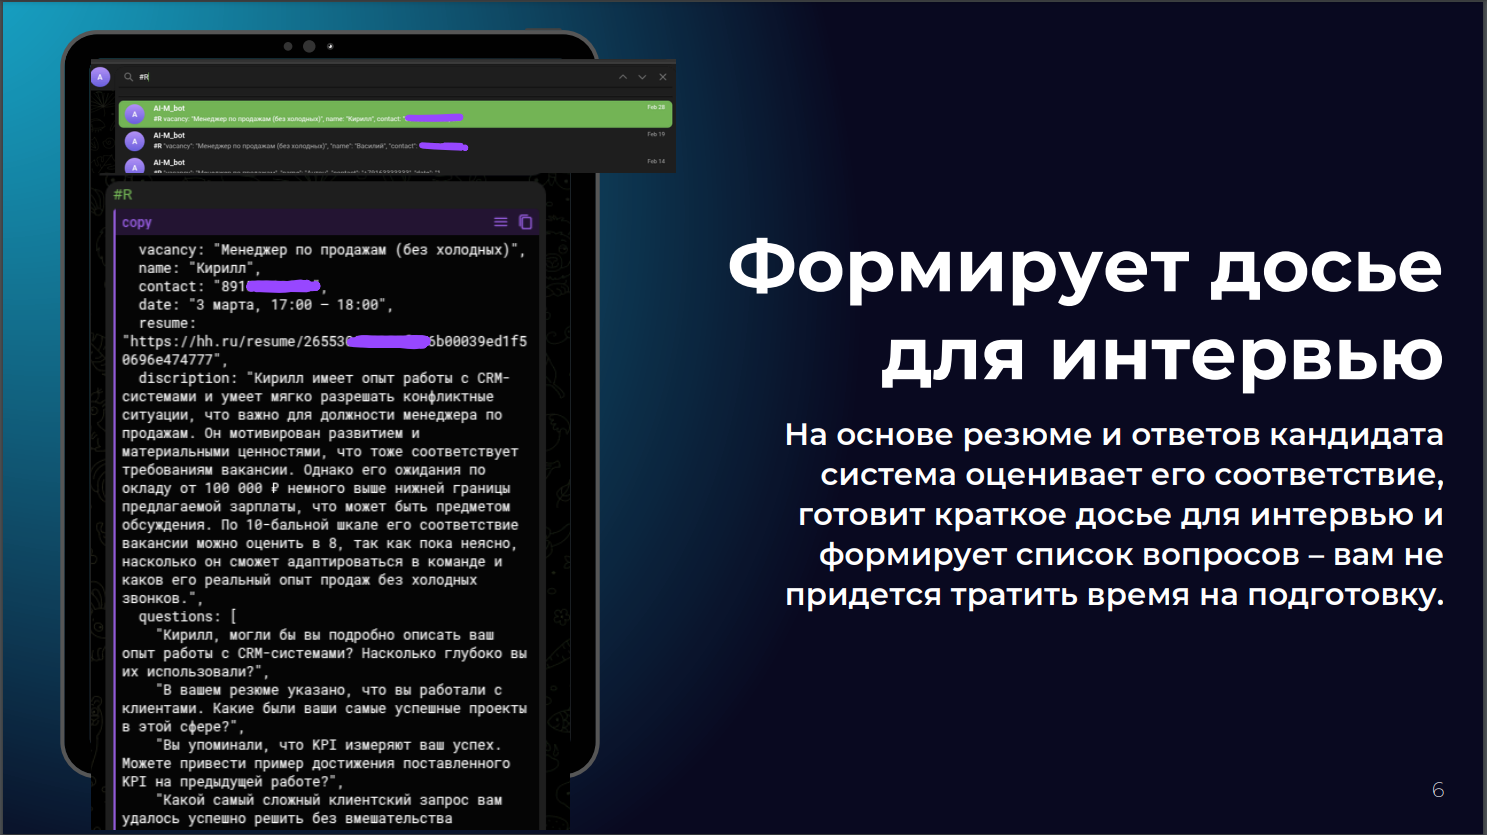 A
#R
AI-M_bot
Feb 28
A
#R vacancy: "Менеджер по продажам (без холодных)", name: "Кирилл", contact: "
AI-M_bot
Feb 19
A
#R "vacancy": "Менеджер по продажам (без холодных)", "name": "Василий", "contact":
AI-M_bot
Feb 14
A
#R
copy
vacancy: "Менеджер по продажам (без холодных)",
name: "Кирилл",
contact: "891 ",
date: "3 марта, 17:00 – 18:00",
resume:
"https://hh.ru/resume/26553 6b00039ed1f5
0696e474777",
discription: "Кирилл имеет опыт работы с CRM-
системами и умеет мягко разрешать конфликтные
ситуации, что важно для должности менеджера по
продажам. Он мотивирован развитием и
материальными ценностями, что тоже соответствует
требованиям вакансии. Однако его ожидания по
окладу от 100 000 ₽ немного выше нижней границы
предлагаемой зарплаты, что может быть предметом
обсуждения. По 10-бальной шкале его соответствие
вакансии можно оценить в 8, так как пока неясно,
насколько он сможет адаптироваться в команде и
каков его реальный опыт продаж без холодных
звонков.",
questions: [
"Кирилл, могли бы вы подробно описать ваш
опыт работы с CRM-системами? Насколько глубоко вы
их использовали?",
"В вашем резюме указано, что вы работали с
клиентами. Какие были ваши самые успешные проекты
в этой сфере?",
"Вы упоминали, что KPI измеряют ваш успех.
Можете привести пример достижения поставленного
KPI на предыдущей работе?",
"Какой самый сложный клиентский запрос вам
удалось успешно решить без вмешательства
Формирует досье
для интервью
На основе резюме и ответов кандидата
система оценивает его соответствие,
готовит краткое досье для интервью и
формирует список вопросов – вам не
придется тратить время на подготовку.
6